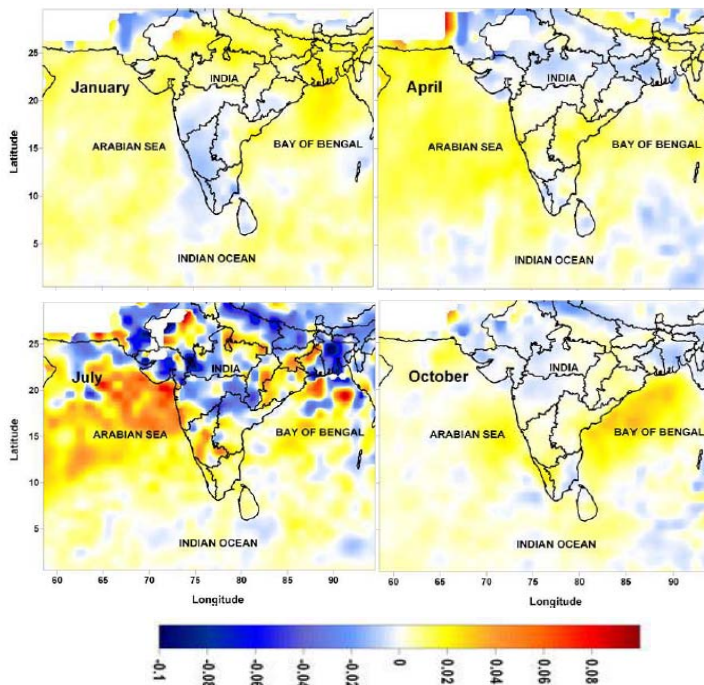 25
20
15
10
5
Latitude
January
INDIA
ARABIAN SEA
BAY OF BENGAL
INDIAN OCEAN
April
INDIA
ARABIAN SEA
BAY OF BENGAL
INDIAN OCEAN
25
20
15
10
5
Latitude
July
INDIA
ARABIAN SEA
BAY OF BENGAL
INDIAN OCEAN
60 65 70 75 80 85 90
Longitude
October
INDIA
ARABIAN SEA
BAY OF BENGAL
INDIAN OCEAN
60 65 70 75 80 85 90
Longitude
-0.1 -0.08 -0.06 -0.04 -0.02 0 0.02 0.04 0.06 0.08